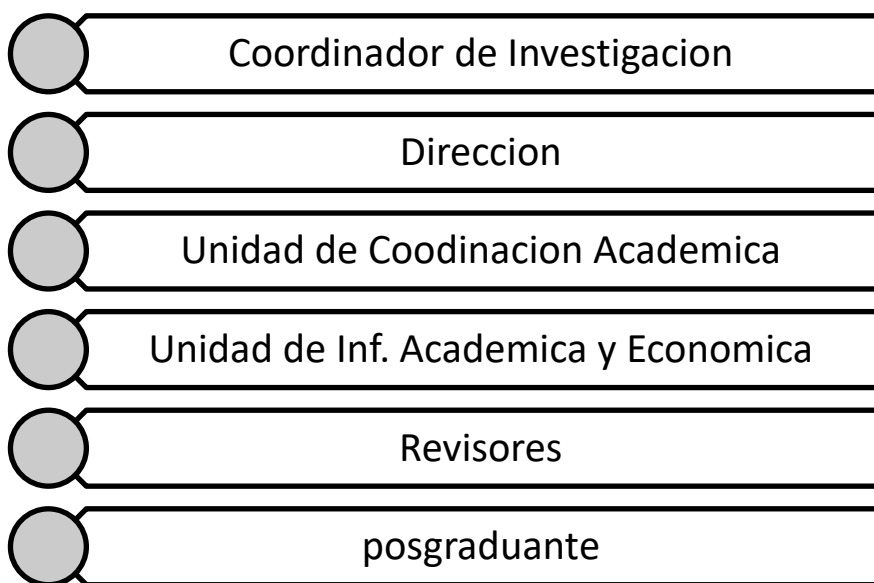 Coordinador de Investigacion
Direccion
Unidad de Coodinacion Academica
Unidad de Inf. Academica y Economica
Revisores
posgraduante